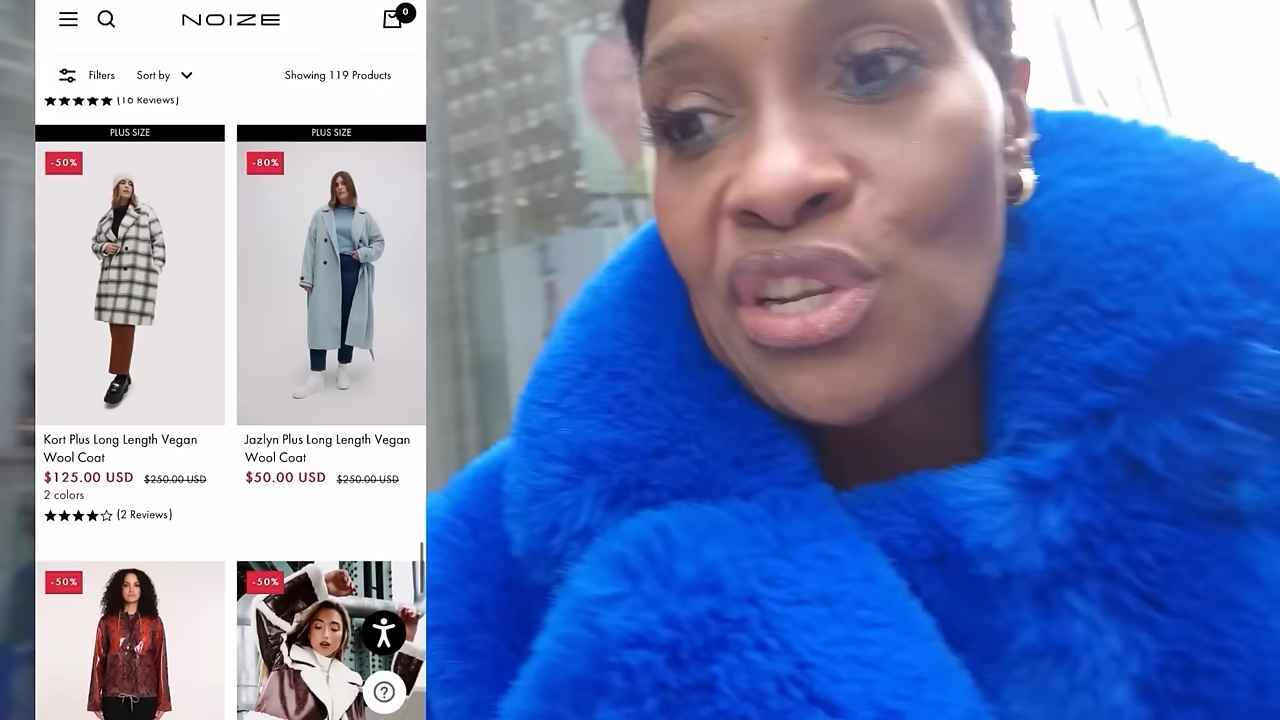 NOIZE
0
Filters
Sort by
Showing 119 Products
(16 Reviews)
PLUS SIZE
PLUS SIZE
-50%
-80%
Kort Plus Long Length Vegan
Wool Coat
$125.00 USD $250.00 USD
2 colors
(2 Reviews)
Jazlyn Plus Long Length Vegan
Wool Coat
$50.00 USD $250.00 USD
-50%
-50%
?